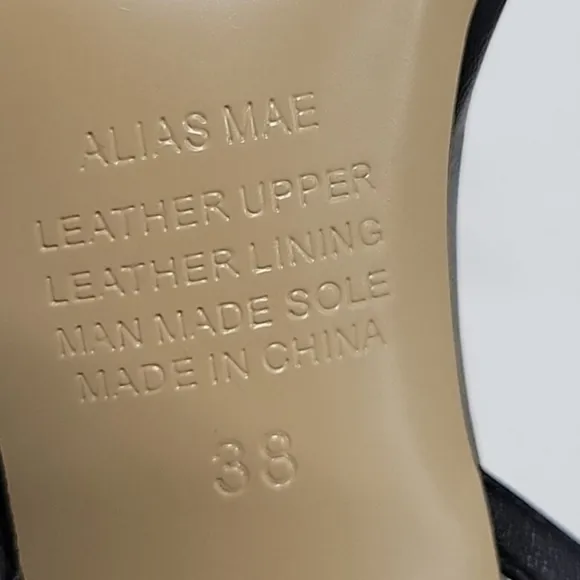 ALIAS MAE
LEATHER UPPER
LEATHER LINING
MAN MADE SOLE
MADE IN CHINA
38